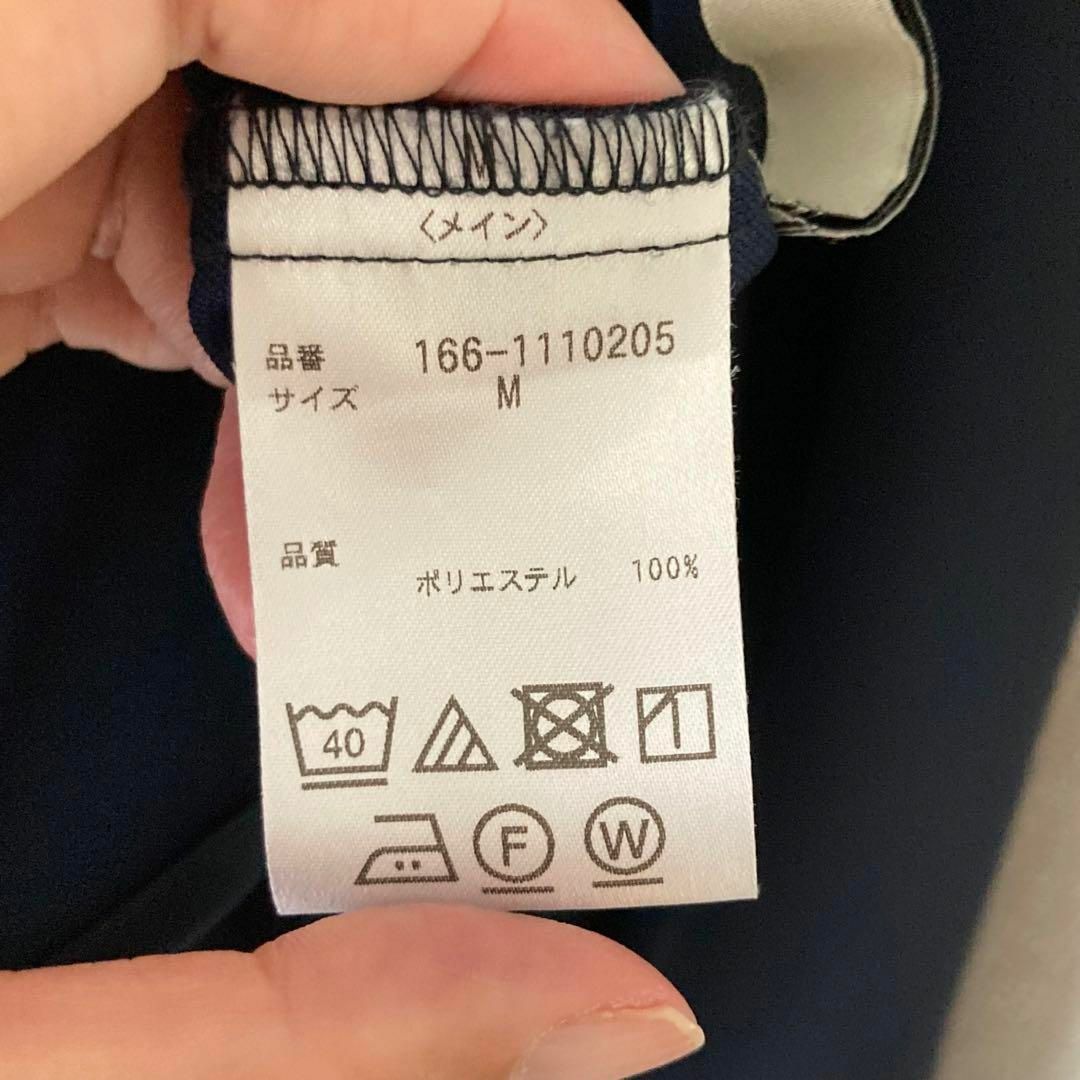 M
〈メイン〉
品番 166-1110205
サイズ M
品質
ポリエステル 100%
40
F W